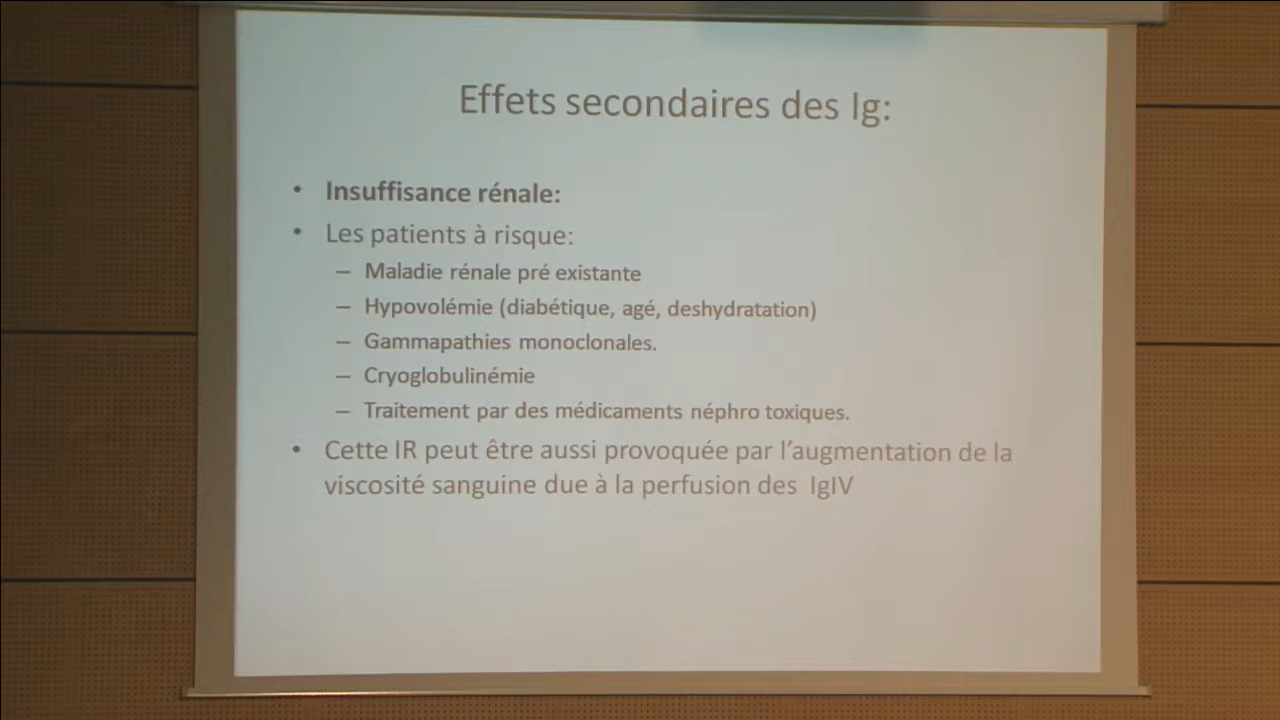 Effets secondaires des Ig:
• Insuffisance rénale:
• Les patients à risque:
– Maladie rénale pré existante
– Hypovolémie (diabétique, agé, deshydratation)
– Gammapathies monoclonales.
– Cryoglobulinémie
– Traitement par des médicaments néphro toxiques.
• Cette IR peut être aussi provoquée par l’augmentation de la
viscosité sanguine due à la perfusion des IgIV